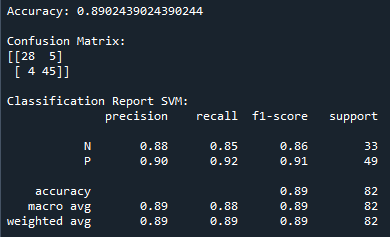 Accuracy: 0.8902439024390244
Confusion Matrix:
[[28  5]
 [ 4 45]]
Classification Report SVM:
              precision    recall  f1-score   support
           N       0.88      0.85      0.86        33
           P       0.90      0.92      0.91        49
    accuracy                           0.89        82
   macro avg       0.89      0.88      0.89        82
weighted avg       0.89      0.89      0.89        82